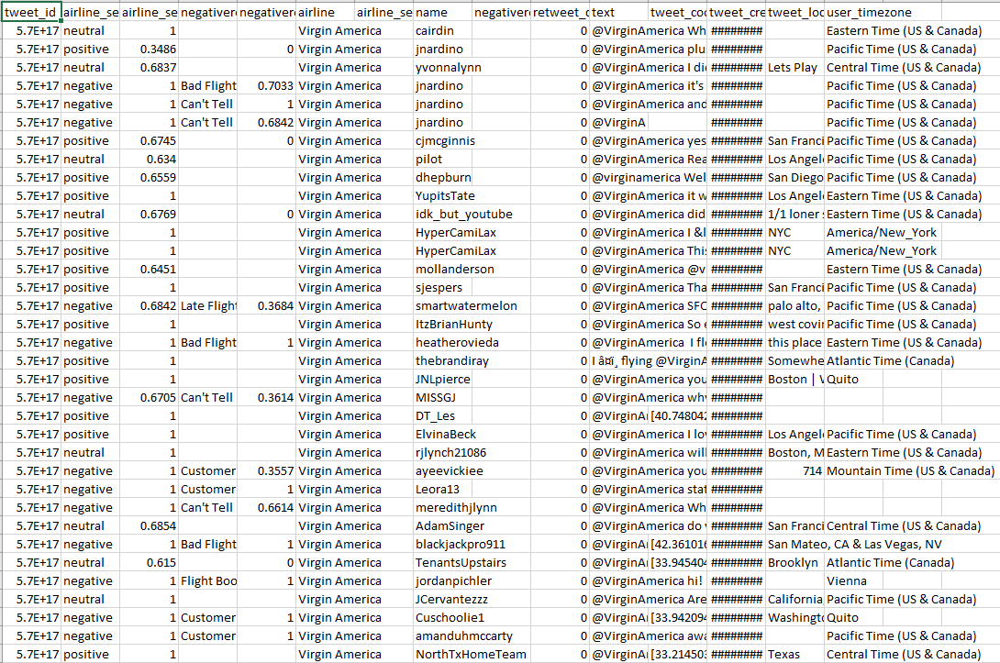 tweet_id airline_se airline_se negativere negativere airline airline_se name negativere retweet_c text tweet_coo tweet_cre tweet_loc user_timezone
5.7E+17 neutral 1 Virgin America cairdin 0 @VirginAmerica Wh ######## Eastern Time (US & Canada)
5.7E+17 positive 0.3486 0 Virgin America jnardino 0 @VirginAmerica plu ######## Pacific Time (US & Canada)
5.7E+17 neutral 0.6837 Virgin America yvonnalynn 0 @VirginAmerica I di ######## Lets Play Central Time (US & Canada)
5.7E+17 negative 1 Bad Flight 0.7033 Virgin America jnardino 0 @VirginAmerica it's ######## Pacific Time (US & Canada)
5.7E+17 negative 1 Can't Tell 1 Virgin America jnardino 0 @VirginAmerica and ######## Pacific Time (US & Canada)
5.7E+17 negative 1 Can't Tell 0.6842 Virgin America jnardino 0 @VirginA ######## Pacific Time (US & Canada)
5.7E+17 positive 0.6745 0 Virgin America cjmcginnis 0 @VirginAmerica yes ######## San Franci Pacific Time (US & Canada)
5.7E+17 neutral 0.634 Virgin America pilot 0 @VirginAmerica Rea ######## Los Angel Pacific Time (US & Canada)
5.7E+17 positive 0.6559 Virgin America dhepburn 0 @virginamerica Wel ######## San Diego Pacific Time (US & Canada)
5.7E+17 positive 1 Virgin America YupitsTate 0 @VirginAmerica it w ######## Los Angel Eastern Time (US & Canada)
5.7E+17 neutral 0.6769 0 Virgin America idk_but_youtube 0 @VirginAmerica did ######## 1/1 loner Eastern Time (US & Canada)
5.7E+17 positive 1 Virgin America HyperCamiLax 0 @VirginAmerica I &l ######## NYC America/New_York
5.7E+17 positive 1 Virgin America HyperCamiLax 0 @VirginAmerica This ######## NYC America/New_York
5.7E+17 positive 0.6451 Virgin America mollanderson 0 @VirginAmerica @v ######## Eastern Time (US & Canada)
5.7E+17 positive 1 Virgin America sjespers 0 @VirginAmerica Tha ######## San Franci Pacific Time (US & Canada)
5.7E+17 negative 0.6842 Late Flight 0.3684 Virgin America smartwatermelon 0 @VirginAmerica SFO ######## palo alto, Pacific Time (US & Canada)
5.7E+17 positive 1 Virgin America ItzBrianHunty 0 @VirginAmerica So ######## west covin Pacific Time (US & Canada)
5.7E+17 negative 1 Bad Flight 1 Virgin America heatherovieda 0 @VirginAmerica I fl ######## this place Eastern Time (US & Canada)
5.7E+17 positive 1 Virgin America thebrandiray 0 I â¤ï¸ flying @VirginA ######## Somewhe Atlantic Time (Canada)
5.7E+17 positive 1 Virgin America JNLpierce 0 @VirginAmerica you ######## Boston | Quito
5.7E+17 negative 0.6705 Can't Tell 0.3614 Virgin America MISSGJ 0 @VirginAmerica why ########
5.7E+17 positive 1 Virgin America DT_Les 0 @VirginA [40.748042 ########
5.7E+17 positive 1 Virgin America ElvinaBeck 0 @VirginAmerica I lo ######## Los Angel Pacific Time (US & Canada)
5.7E+17 neutral 1 Virgin America rjlynch21086 0 @VirginAmerica will ######## Boston, M Eastern Time (US & Canada)
5.7E+17 negative 1 Customer 0.3557 Virgin America ayeevickiee 0 @VirginAmerica you ######## 714 Mountain Time (US & Canada)
5.7E+17 negative 1 Customer 1 Virgin America Leora13 0 @VirginAmerica stat ########
5.7E+17 negative 1 Can't Tell 0.6614 Virgin America meredithjlynn 0 @VirginAmerica Wh ########
5.7E+17 neutral 0.6854 Virgin America AdamSinger 0 @VirginAmerica do ######## San Franci Central Time (US & Canada)
5.7E+17 negative 1 Bad Flight 1 Virgin America blackjackpro911 0 @VirginA [42.361016 ######## San Mateo, CA & Las Vegas, NV
5.7E+17 neutral 0.615 0 Virgin America TenantsUpstairs 0 @VirginA [33.945404 ######## Brooklyn Atlantic Time (Canada)
5.7E+17 negative 1 Flight Boo 1 Virgin America jordanpichler 0 @VirginAmerica hi! ######## Vienna
5.7E+17 neutral 1 Virgin America JCervantezzz 0 @VirginAmerica Are ######## California, Pacific Time (US & Canada)
5.7E+17 negative 1 Customer 1 Virgin America Cuschoolie1 0 @VirginA [33.942094 ######## Washingt Quito
5.7E+17 negative 1 Customer 1 Virgin America amanduhmccarty 0 @VirginAmerica awa ######## Pacific Time (US & Canada)
5.7E+17 positive 1 Virgin America NorthTxHomeTeam 0 @VirginA [33.214503 ######## Texas Central Time (US & Canada)